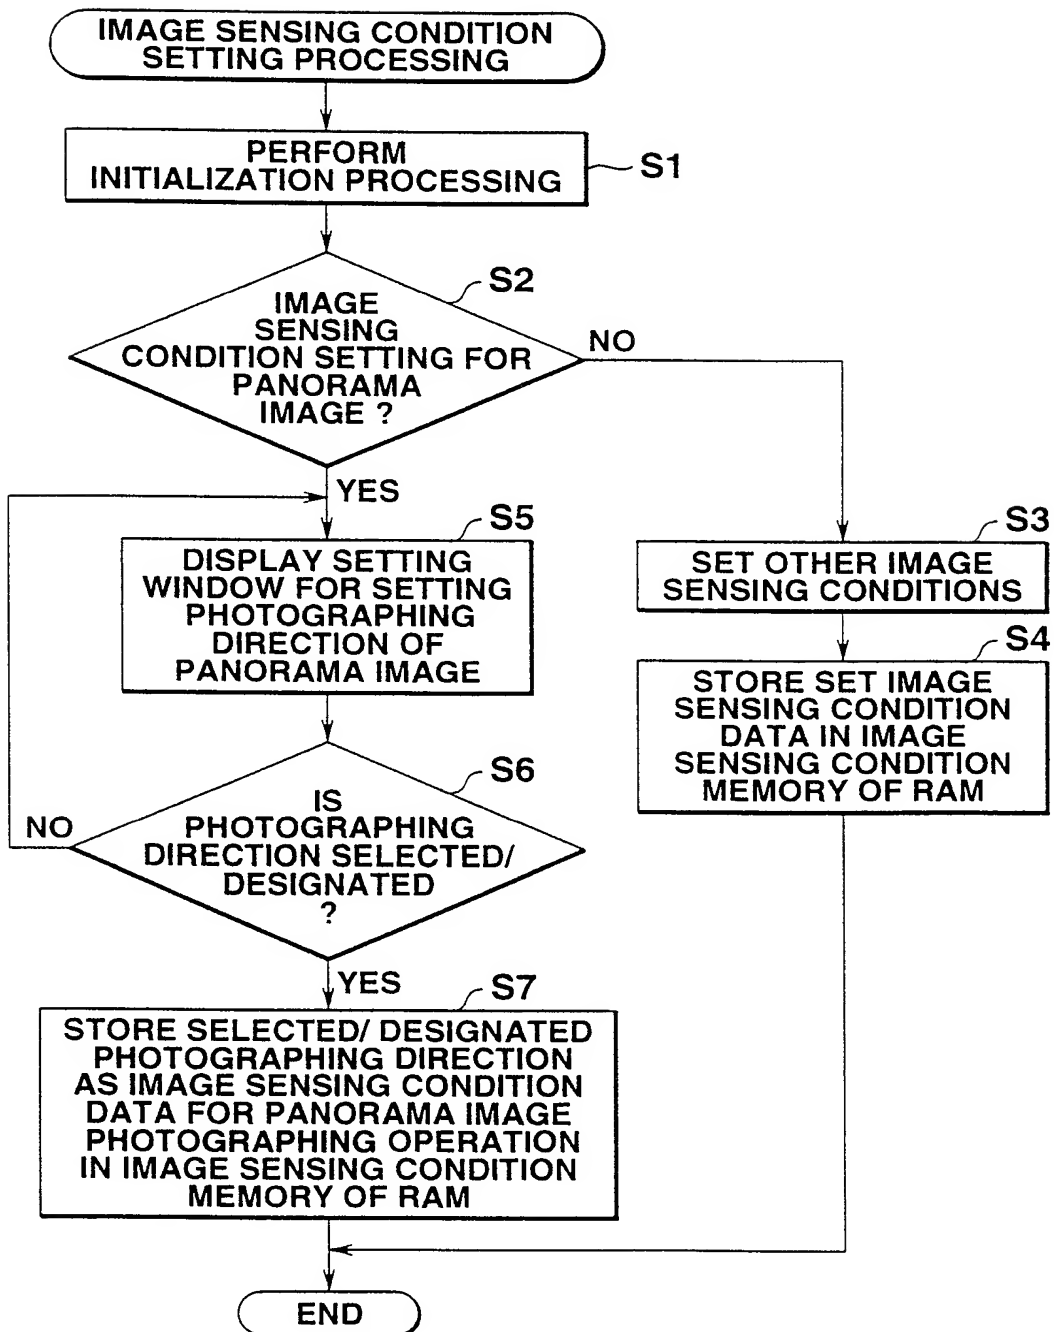 IMAGE SENSING CONDITION
SETTING PROCESSING
PERFORM
INITIALIZATION PROCESSING
S1
S2
IMAGE
SENSING
CONDITION SETTING FOR
PANORAMA
IMAGE ?
NO
YES
S5
DISPLAY SETTING
WINDOW FOR SETTING
PHOTOGRAPHING
DIRECTION OF
PANORAMA IMAGE
S3
SET OTHER IMAGE
SENSING CONDITIONS
S4
STORE SET IMAGE
SENSING CONDITION
DATA IN IMAGE
SENSING CONDITION
MEMORY OF RAM
S6
IS
PHOTOGRAPHING
DIRECTION SELECTED/
DESIGNATED
?
NO
YES
S7
STORE SELECTED/ DESIGNATED
PHOTOGRAPHING DIRECTION
AS IMAGE SENSING CONDITION
DATA FOR PANORAMA IMAGE
PHOTOGRAPHING OPERATION
IN IMAGE SENSING CONDITION
MEMORY OF RAM
END